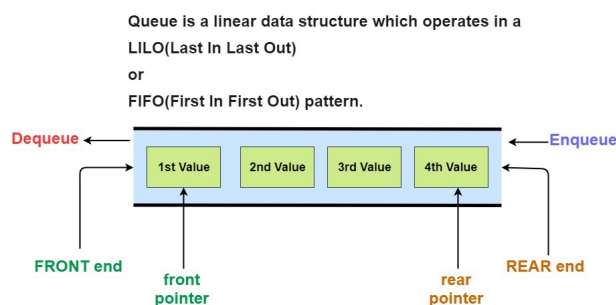 Queue is a linear data structure which operates in a
LILO(Last In Last Out)
or
FIFO(First In First Out) pattern.
Dequeue
Enqueue
1st Value
2nd Value
3rd Value
4th Value
FRONT end
front
pointer
rear
pointer
REAR end